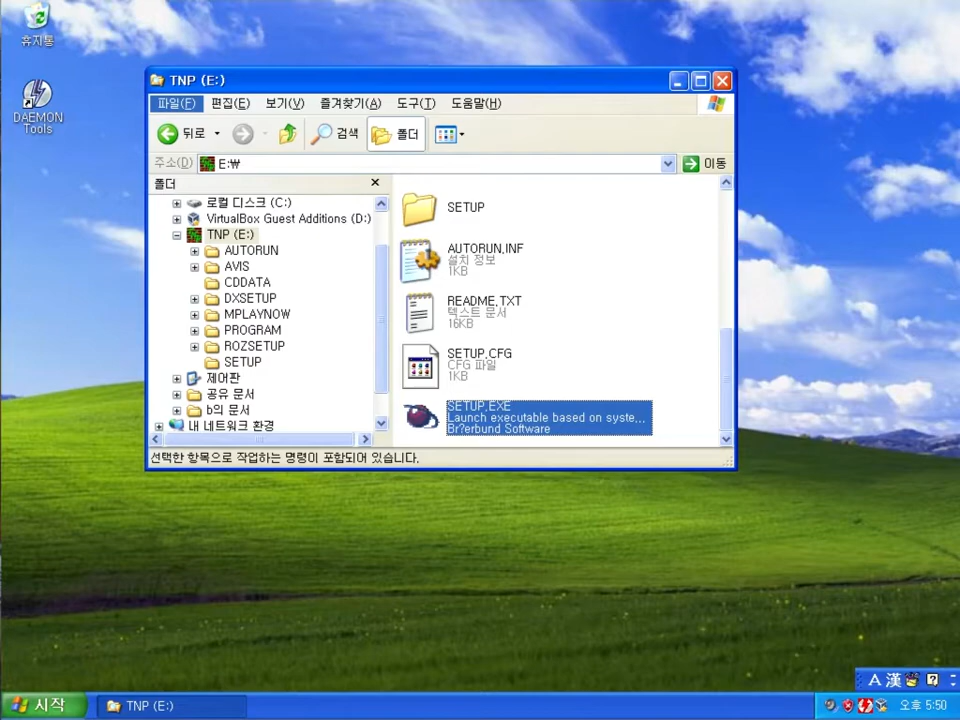 휴지통
DAEMON
Tools
TNP (E:)
파일(F) 편집(E) 보기(V) 즐겨찾기(A) 도구(T) 도움말(H)
뒤로 검색 폴더
주소(D) E:₩ 이동
폴더
로컬 디스크 (C:)
VirtualBox Guest Additions (D:)
TNP (E:)
AUTORUN
AVIS
CDDATA
DXSETUP
MPLAYNOW
PROGRAM
ROZSETUP
SETUP
제어판
공유 문서
b의 문서
내 네트워크 환경
SETUP
AUTORUN.INF
설치 정보
1KB
README.TXT
텍스트 문서
16KB
SETUP.CFG
CFG 파일
1KB
SETUP.EXE
Launch executable based on syste...
Br?erbund Software
선택한 항목으로 작업하는 명령이 포함되어 있습니다.
A 漢
시작 TNP (E:) 오후 5:50